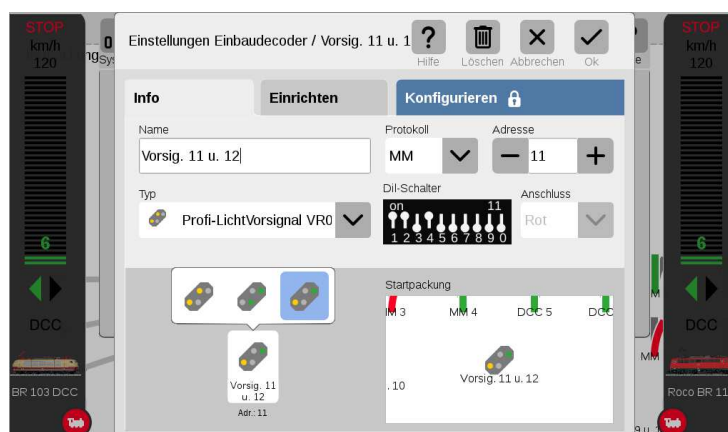 STOP
km/h
120
6
DCC
BR 103 DCC
Einstellungen Einbaudecoder / Vorsig. 11 u. 1
Hilfe
Löschen
Abbrechen
Ok
Info
Einrichten
Konfigurieren
Name
Vorsig. 11 u. 12
Protokoll
MM
Adresse
11
Typ
Profi-LichtVorsignal VR0
Dil-Schalter
on 11
1 2 3 4 5 6 7 8 9 0
Anschluss
Rot
Vorsig. 11
u. 12
Adr.: 11
Startpackung
MM 4 DCC 5 DCC
. 10
Vorsig. 11 u. 12
STOP
km/h
120
6
DCC
Roco BR 11
MM